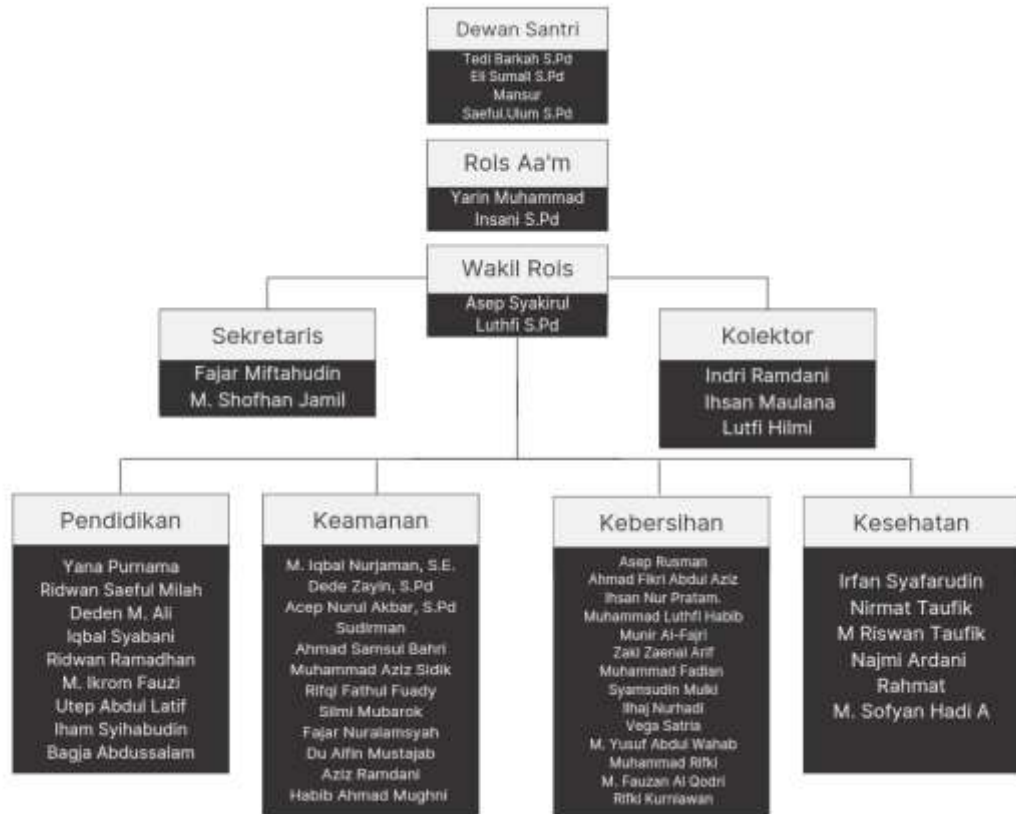 Dewan Santri
Tedi Barkah S.Pd
Eli Sumali S.Pd
Mansur
Saeful.Ulum S.Pd
Rois Aa'm
Yarin Muhammad
Insani S.Pd
Wakil Rois
Asep Syakirul
Luthfi S.Pd
Sekretaris
Fajar Miftahudin
M. Shofhan Jamil
Kolektor
Indri Ramdani
Ihsan Maulana
Lutfi Hilmi
Pendidikan
Yana Purnama
Ridwan Saeful Milah
Deden M. Ali
Iqbal Syabani
Ridwan Ramadhan
M. Ikrom Fauzi
Utep Abdul Latif
Iham Syihabudin
Bagja Abdussalam
Keamanan
M. Iqbal Nurjaman, S.E.
Dede Zayin, S.Pd
Acep Nurul Akbar, S.Pd
Sudirman
Ahmad Samsul Bahri
Muhammad Aziz Sidik
Rifqi Fathul Fuady
Silmi Mubarok
Fajar Nuralamsyah
Du Alfin Mustajab
Aziz Ramdani
Habib Ahmad Mughni
Kebersihan
Asep Rusman
Ahmad Fikri Abdul Aziz
Ihsan Nur Pratam.
Muhammad Luthfi Habib
Munir Al-Fajri
Zaki Zaenal Arif
Muhammad Fadlan
Syamsudin Mulki
Ilhaj Nurhadi
Vega Satria
M. Yusuf Abdul Wahab
Muhammad Rifki
M. Fauzan Al Qodri
Rifki Kurniawan
Kesehatan
Irfan Syafarudin
Nirmat Taufik
M Riswan Taufik
Najmi Ardani
Rahmat
M. Sofyan Hadi A